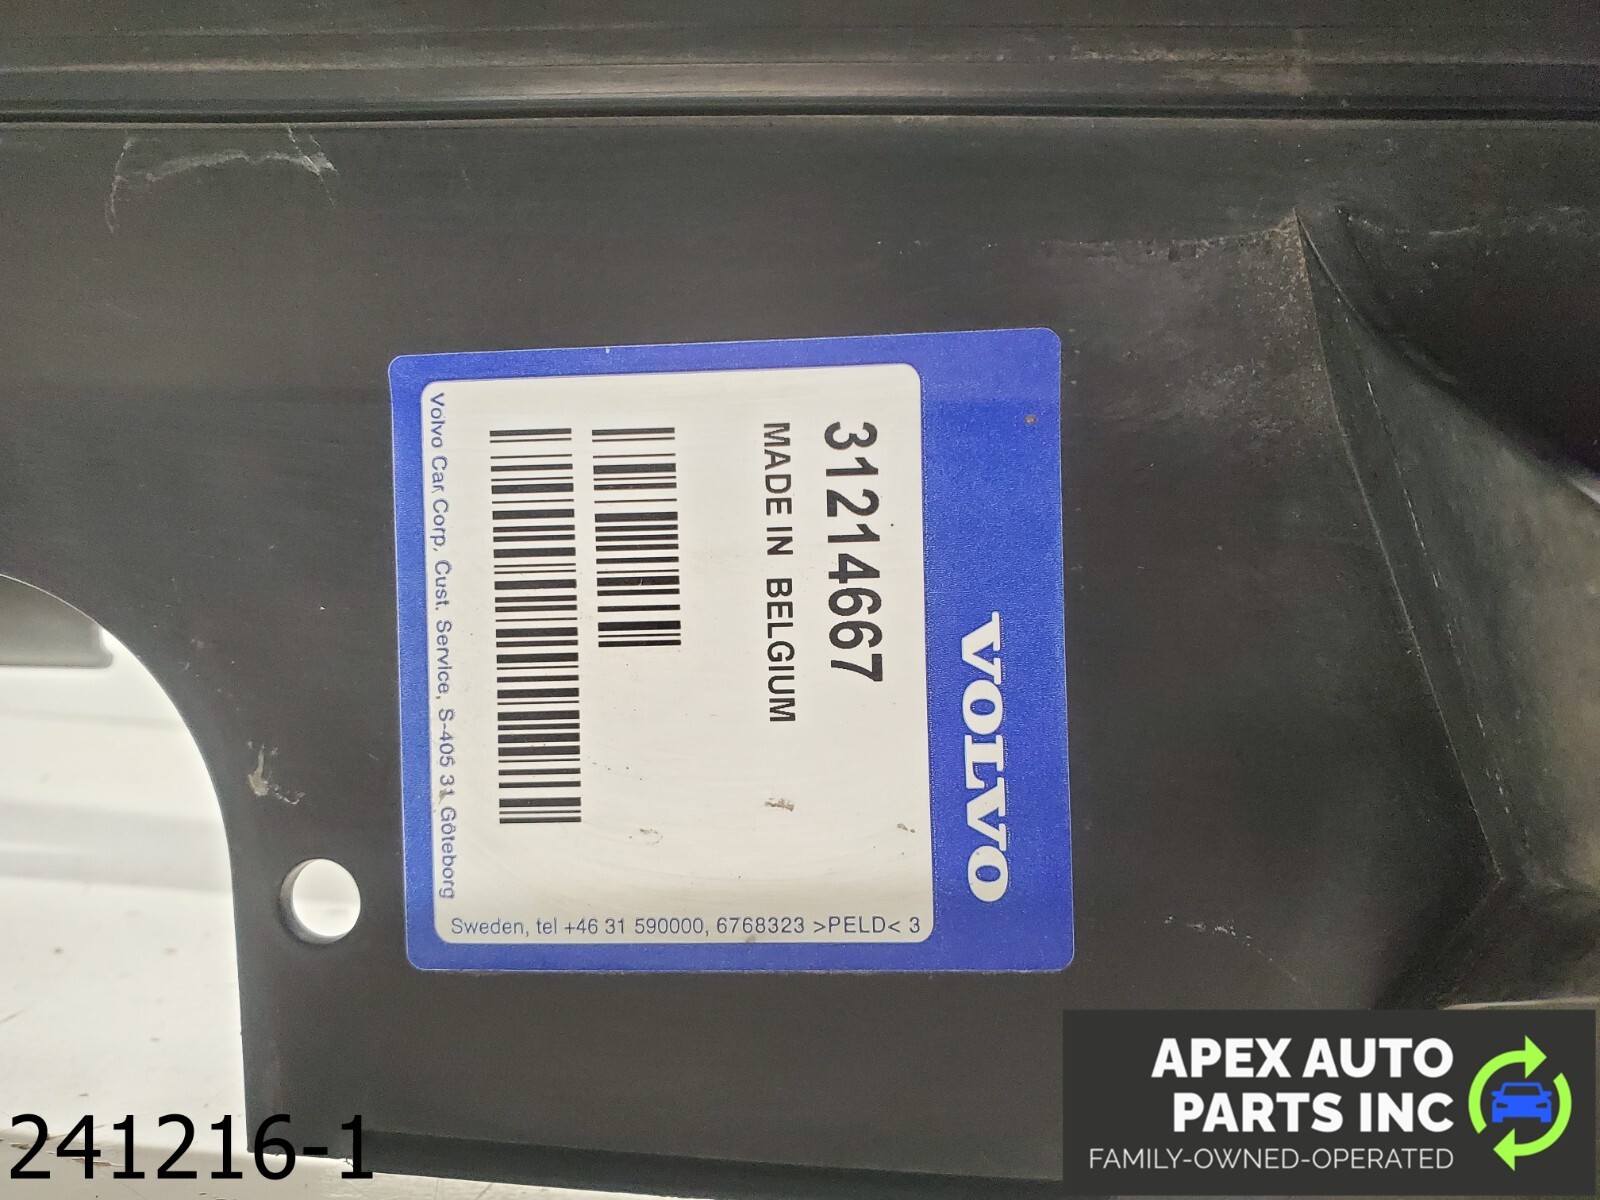 VOLVO
31214667
MADE IN BELGIUM
Volvo Car Corp, Cust. Service, S-405 31 Göteborg
Sweden, tel +46 31 590000, 6768323 >PELD< 3
241216-1
APEX AUTO
PARTS INC
FAMILY-OWNED-OPERATED